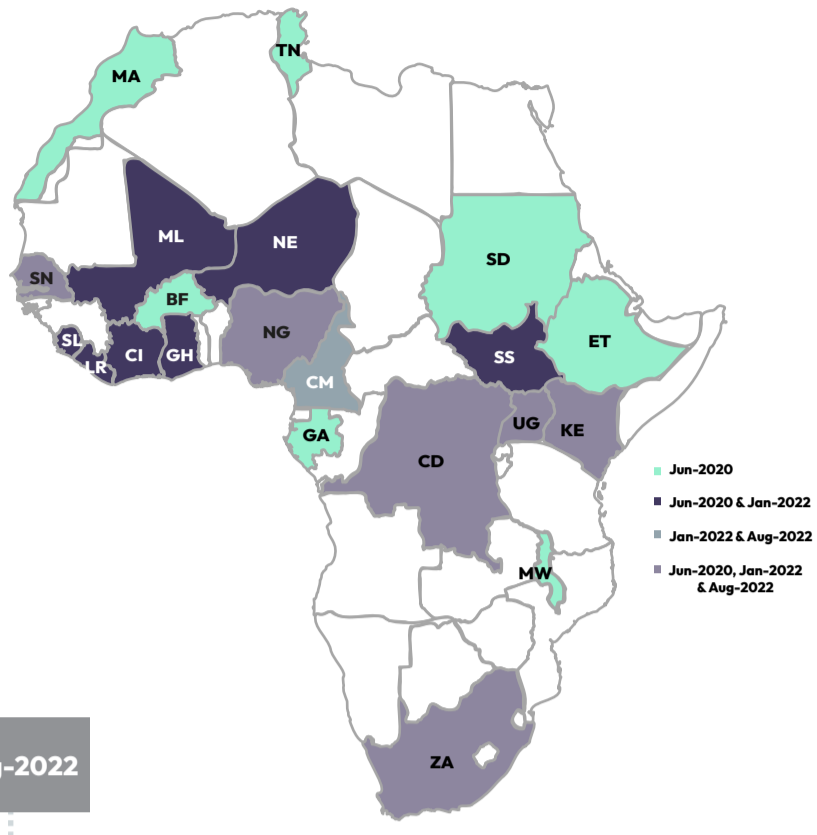 TN
MA
ML
NE
SD
SN
BF
NG
ET
SL
CI
GH
SS
LR
CM
UG
KE
GA
CD
Jun-2020
Jun-2020 & Jan-2022
Jan-2022 & Aug-2022
Jun-2020, Jan-2022
& Aug-2022
MW
-2022
ZA